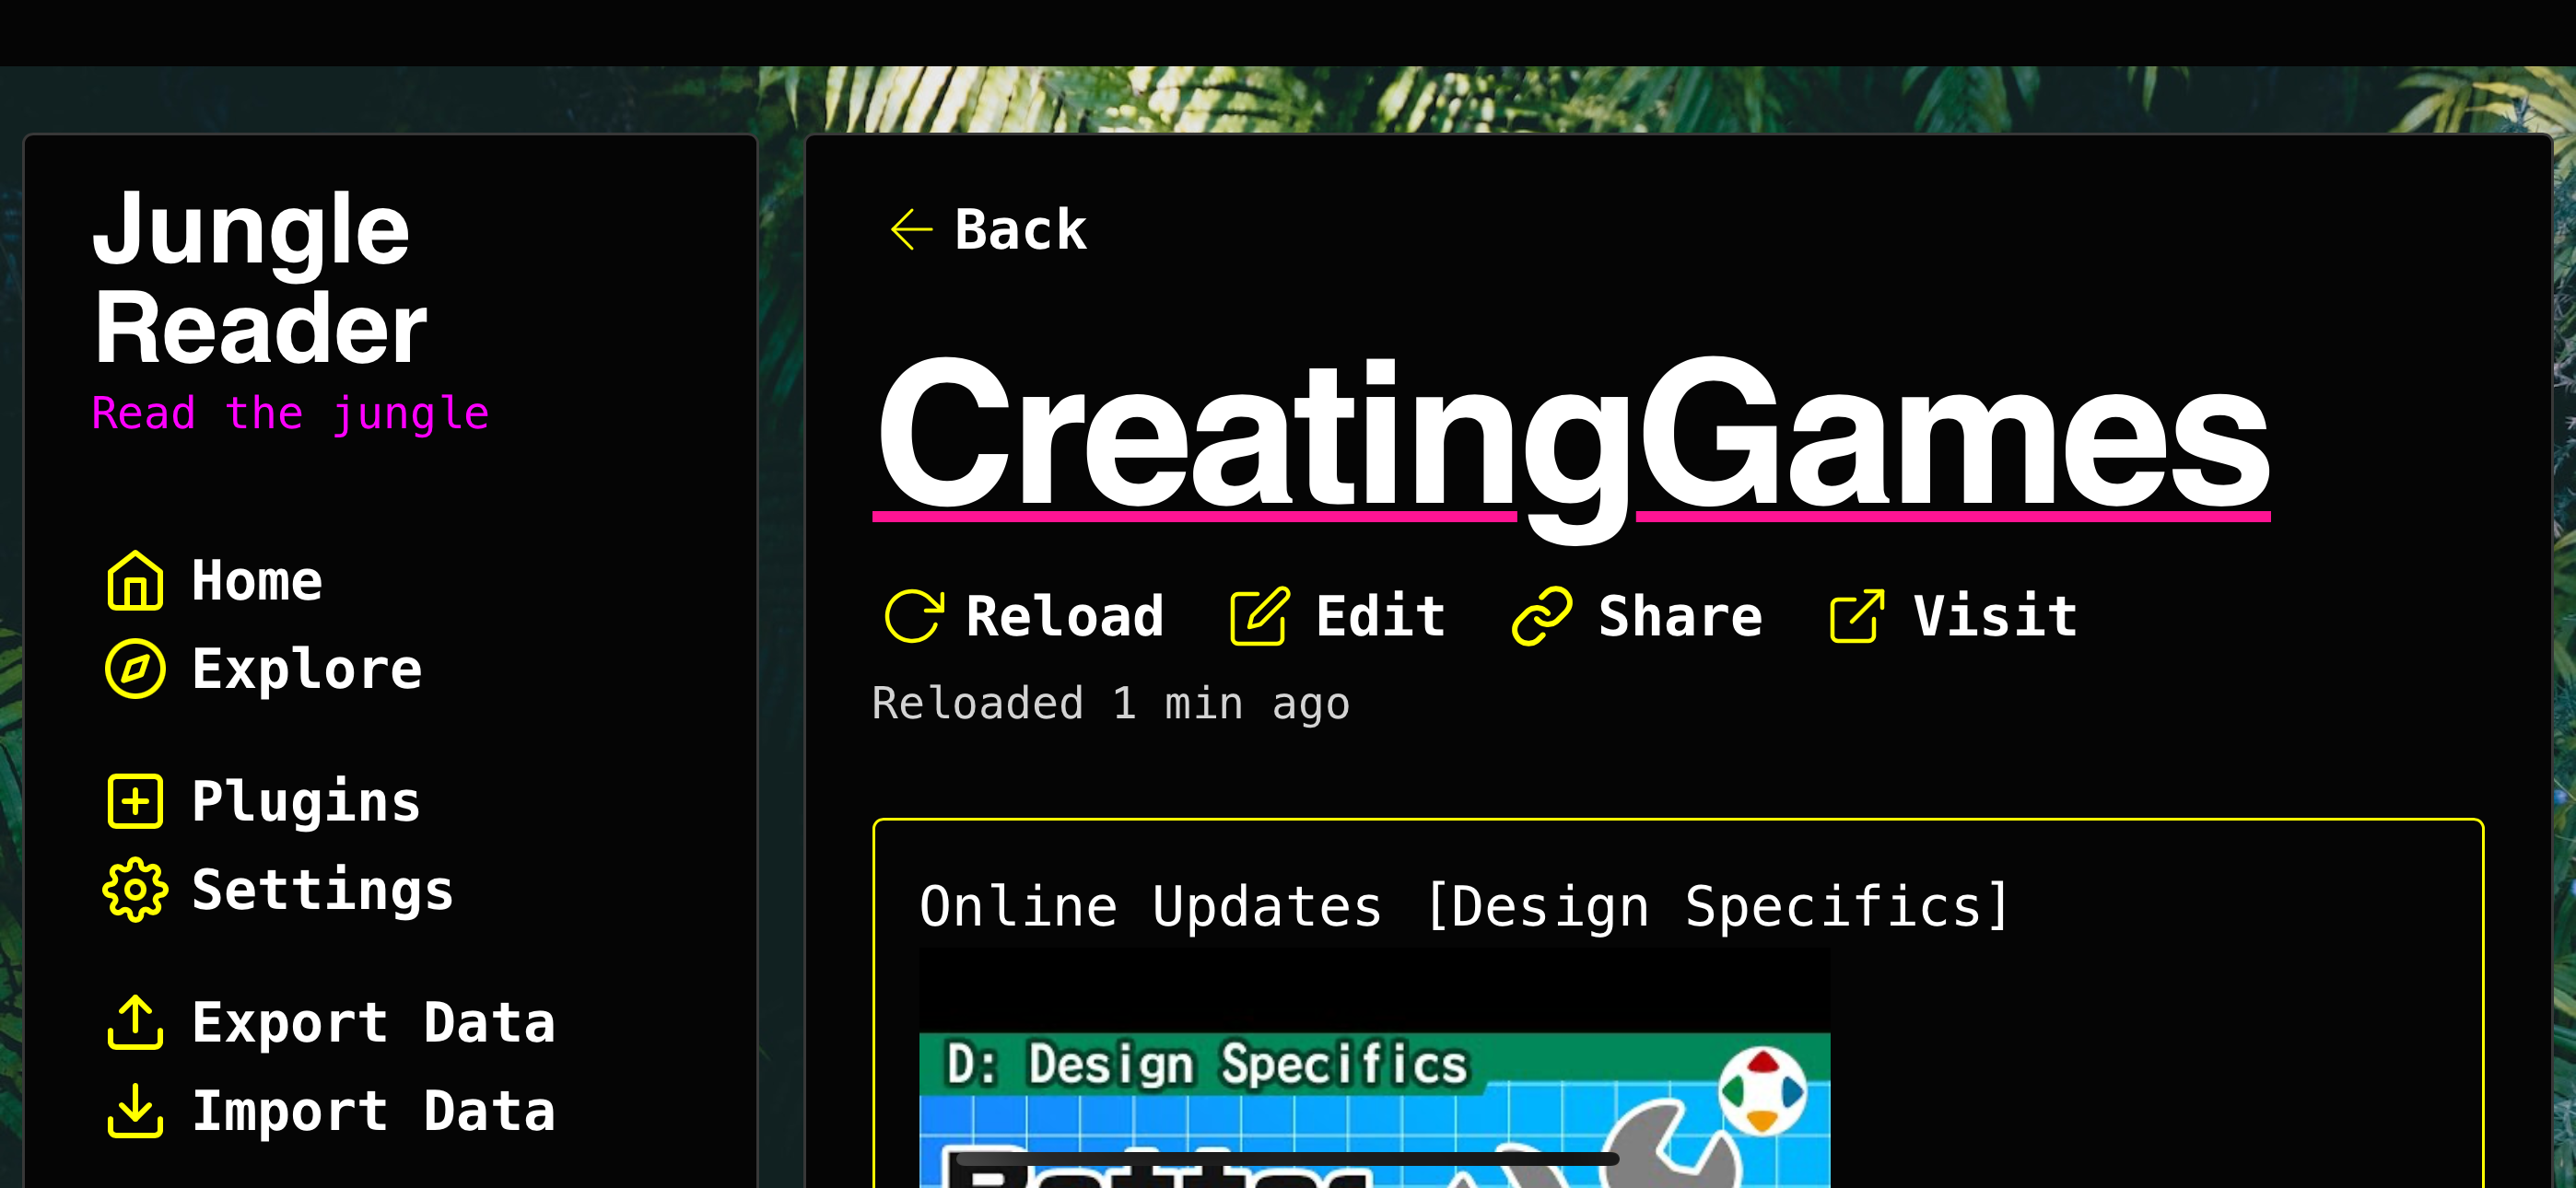 Jungle
Reader
Read the jungle
Home
Explore
Plugins
Settings
Export Data
Import Data
Back
CreatingGames
Reload Edit Share Visit
Reloaded 1 min ago
Online Updates [Design Specifics]
D: Design Specifics